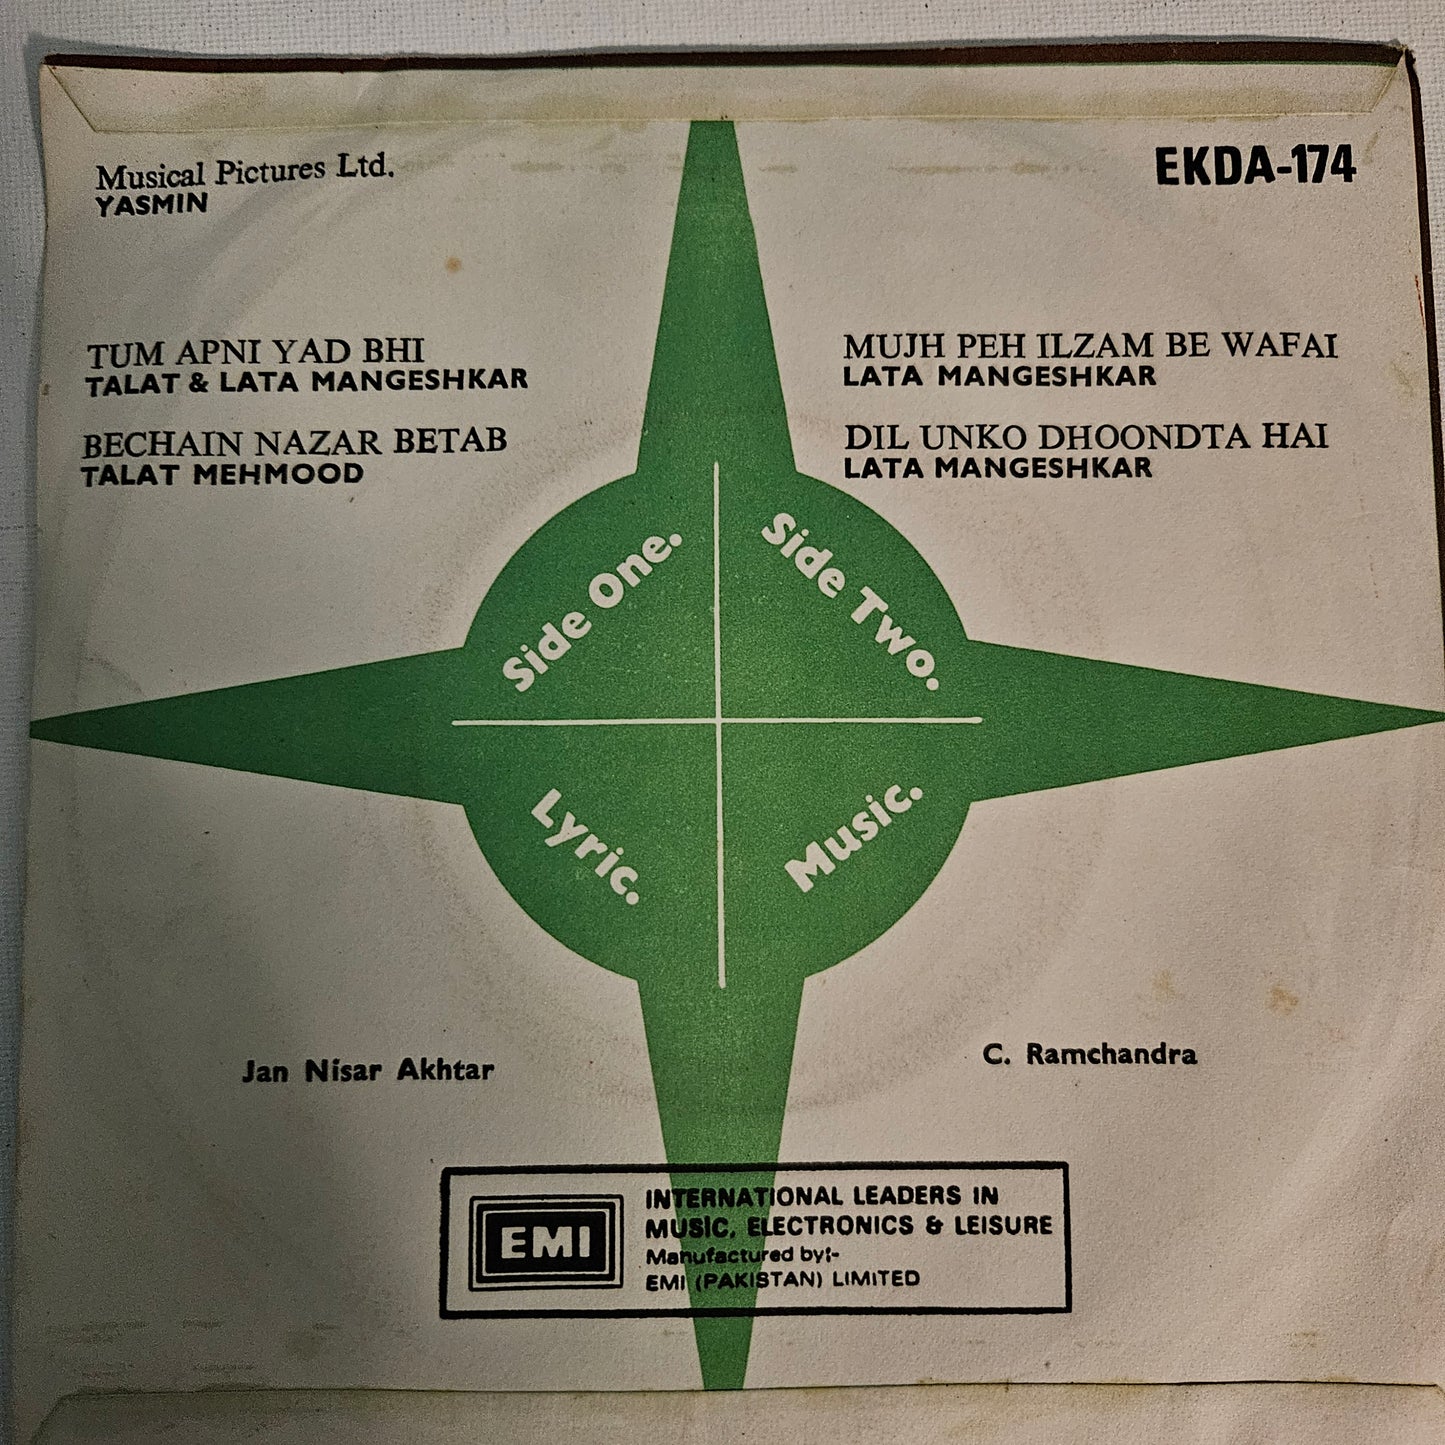 Musical Pictures Ltd.
YASMIN
EKDA-174
TUM APNI YAD BHI
TALAT & LATA MANGESHKAR
BECHAIN NAZAR BETAB
TALAT MEHMOOD
MUJH PEH ILZAM BE WAFAI
LATA MANGESHKAR
DIL UNKO DHOONDTA HAI
LATA MANGESHKAR
Side One.
Side Two.
Lyric.
Music.
Jan Nisar Akhtar
C. Ramchandra
EMI
INTERNATIONAL LEADERS IN
MUSIC, ELECTRONICS & LEISURE
Manufactured by:-
EMI (PAKISTAN) LIMITED